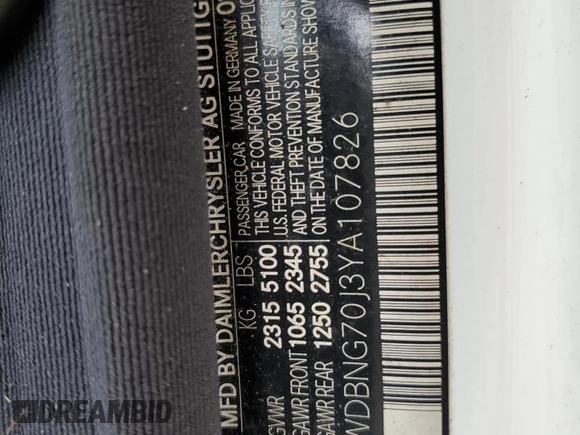 MFD BY DAIMLERCHRYSLER AG STUTTG
PASSENGER CAR MADE IN GERMANY 0
KG LBS THIS VEHICLE CONFORMS TO ALL APPLIC
GVWR 2315 5100 U.S. FEDERAL MOTOR VEHICLE
GAWR FRONT 1065 2345 AND THEFT PREVENTION STANDARDS IN
GAWR REAR 1250 2755 ON THE DATE OF MANUFACTURE SHOW
WDBNG70J3YA107826
DREAMBID